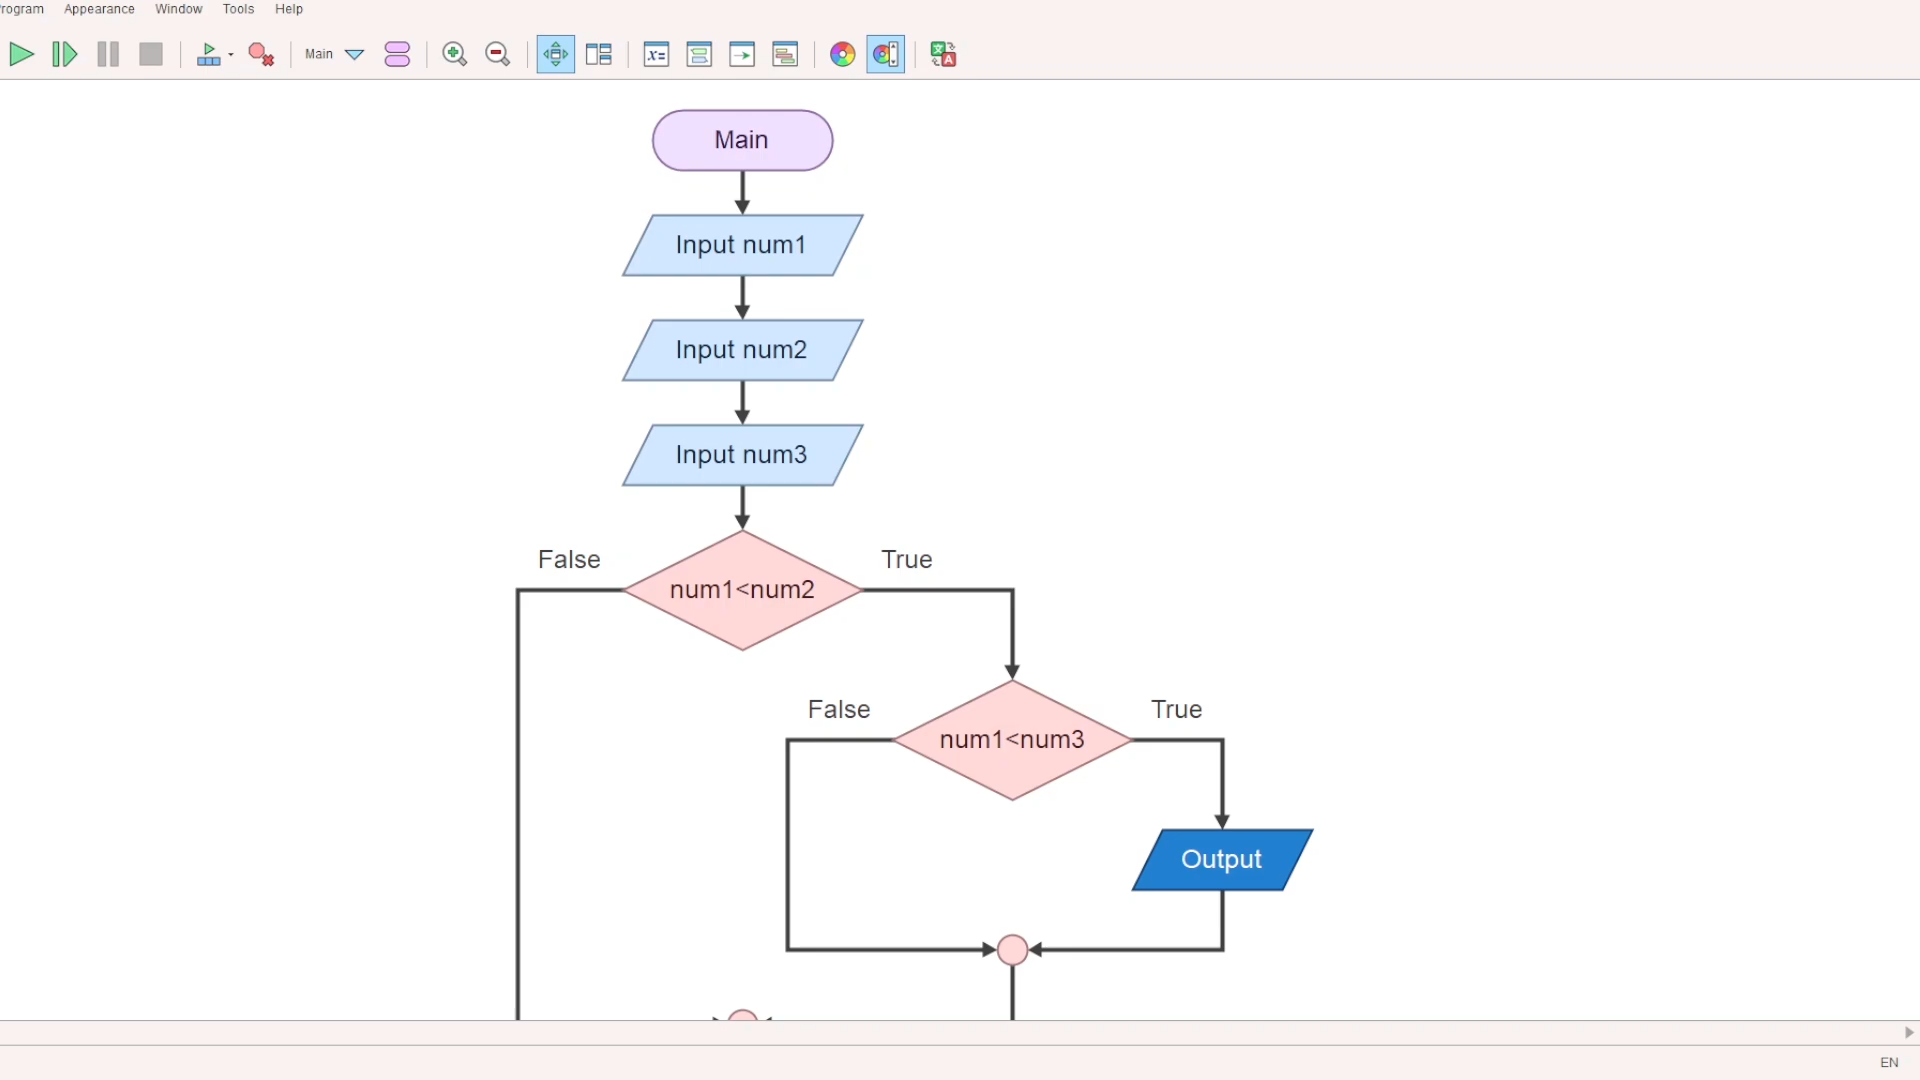 rogram Appearance Window Tools Help
Main
Main
Input num1
Input num2
Input num3
False True
num1<num2
False True
num1<num3
Output
EN